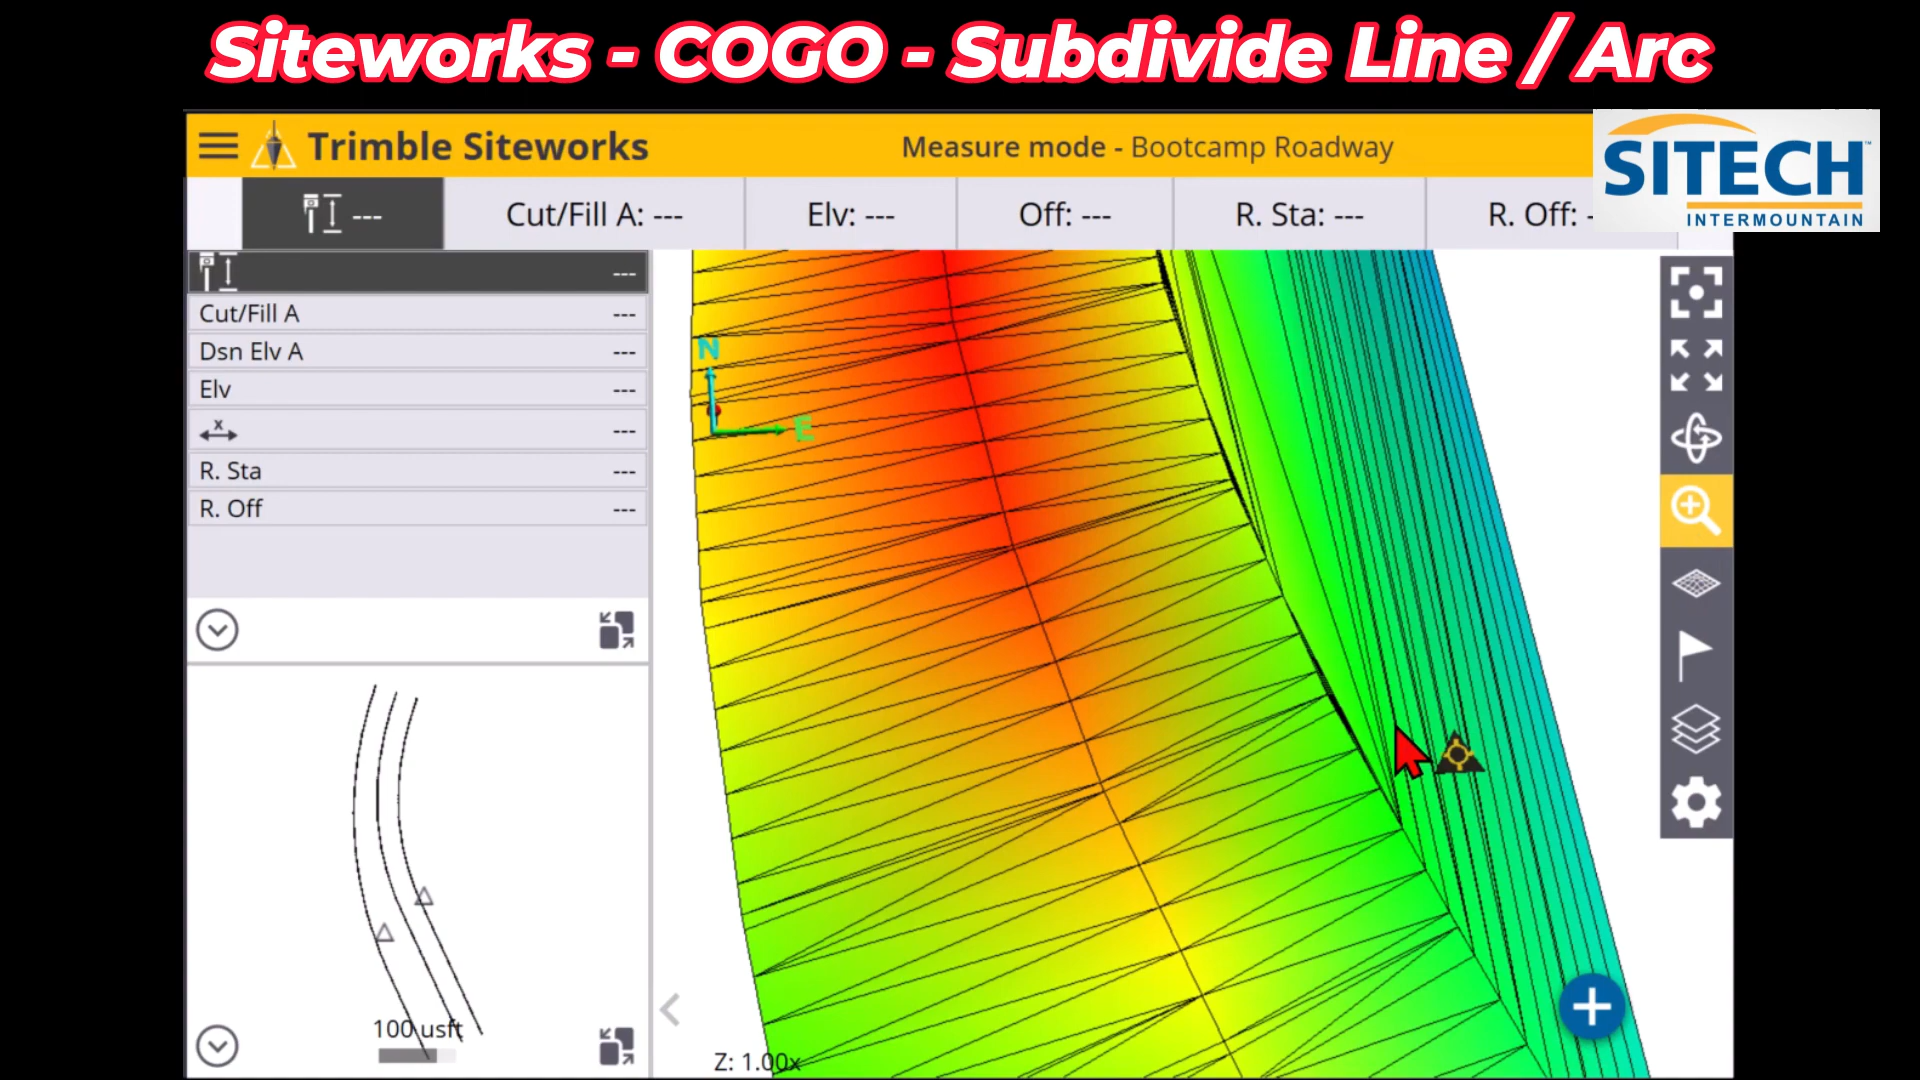 Siteworks - COGO - Subdivide Line / Arc
Trimble Siteworks
Measure mode - Bootcamp Roadway
SITECH™
INTERMOUNTAIN
---
Cut/Fill A: ---
Elv: ---
Off: ---
R. Sta: ---
R. Off: -
---
Cut/Fill A ---
Dsn Elv A ---
Elv ---
x ---
R. Sta ---
R. Off ---
N
E
100 usft
Z: 1.00x